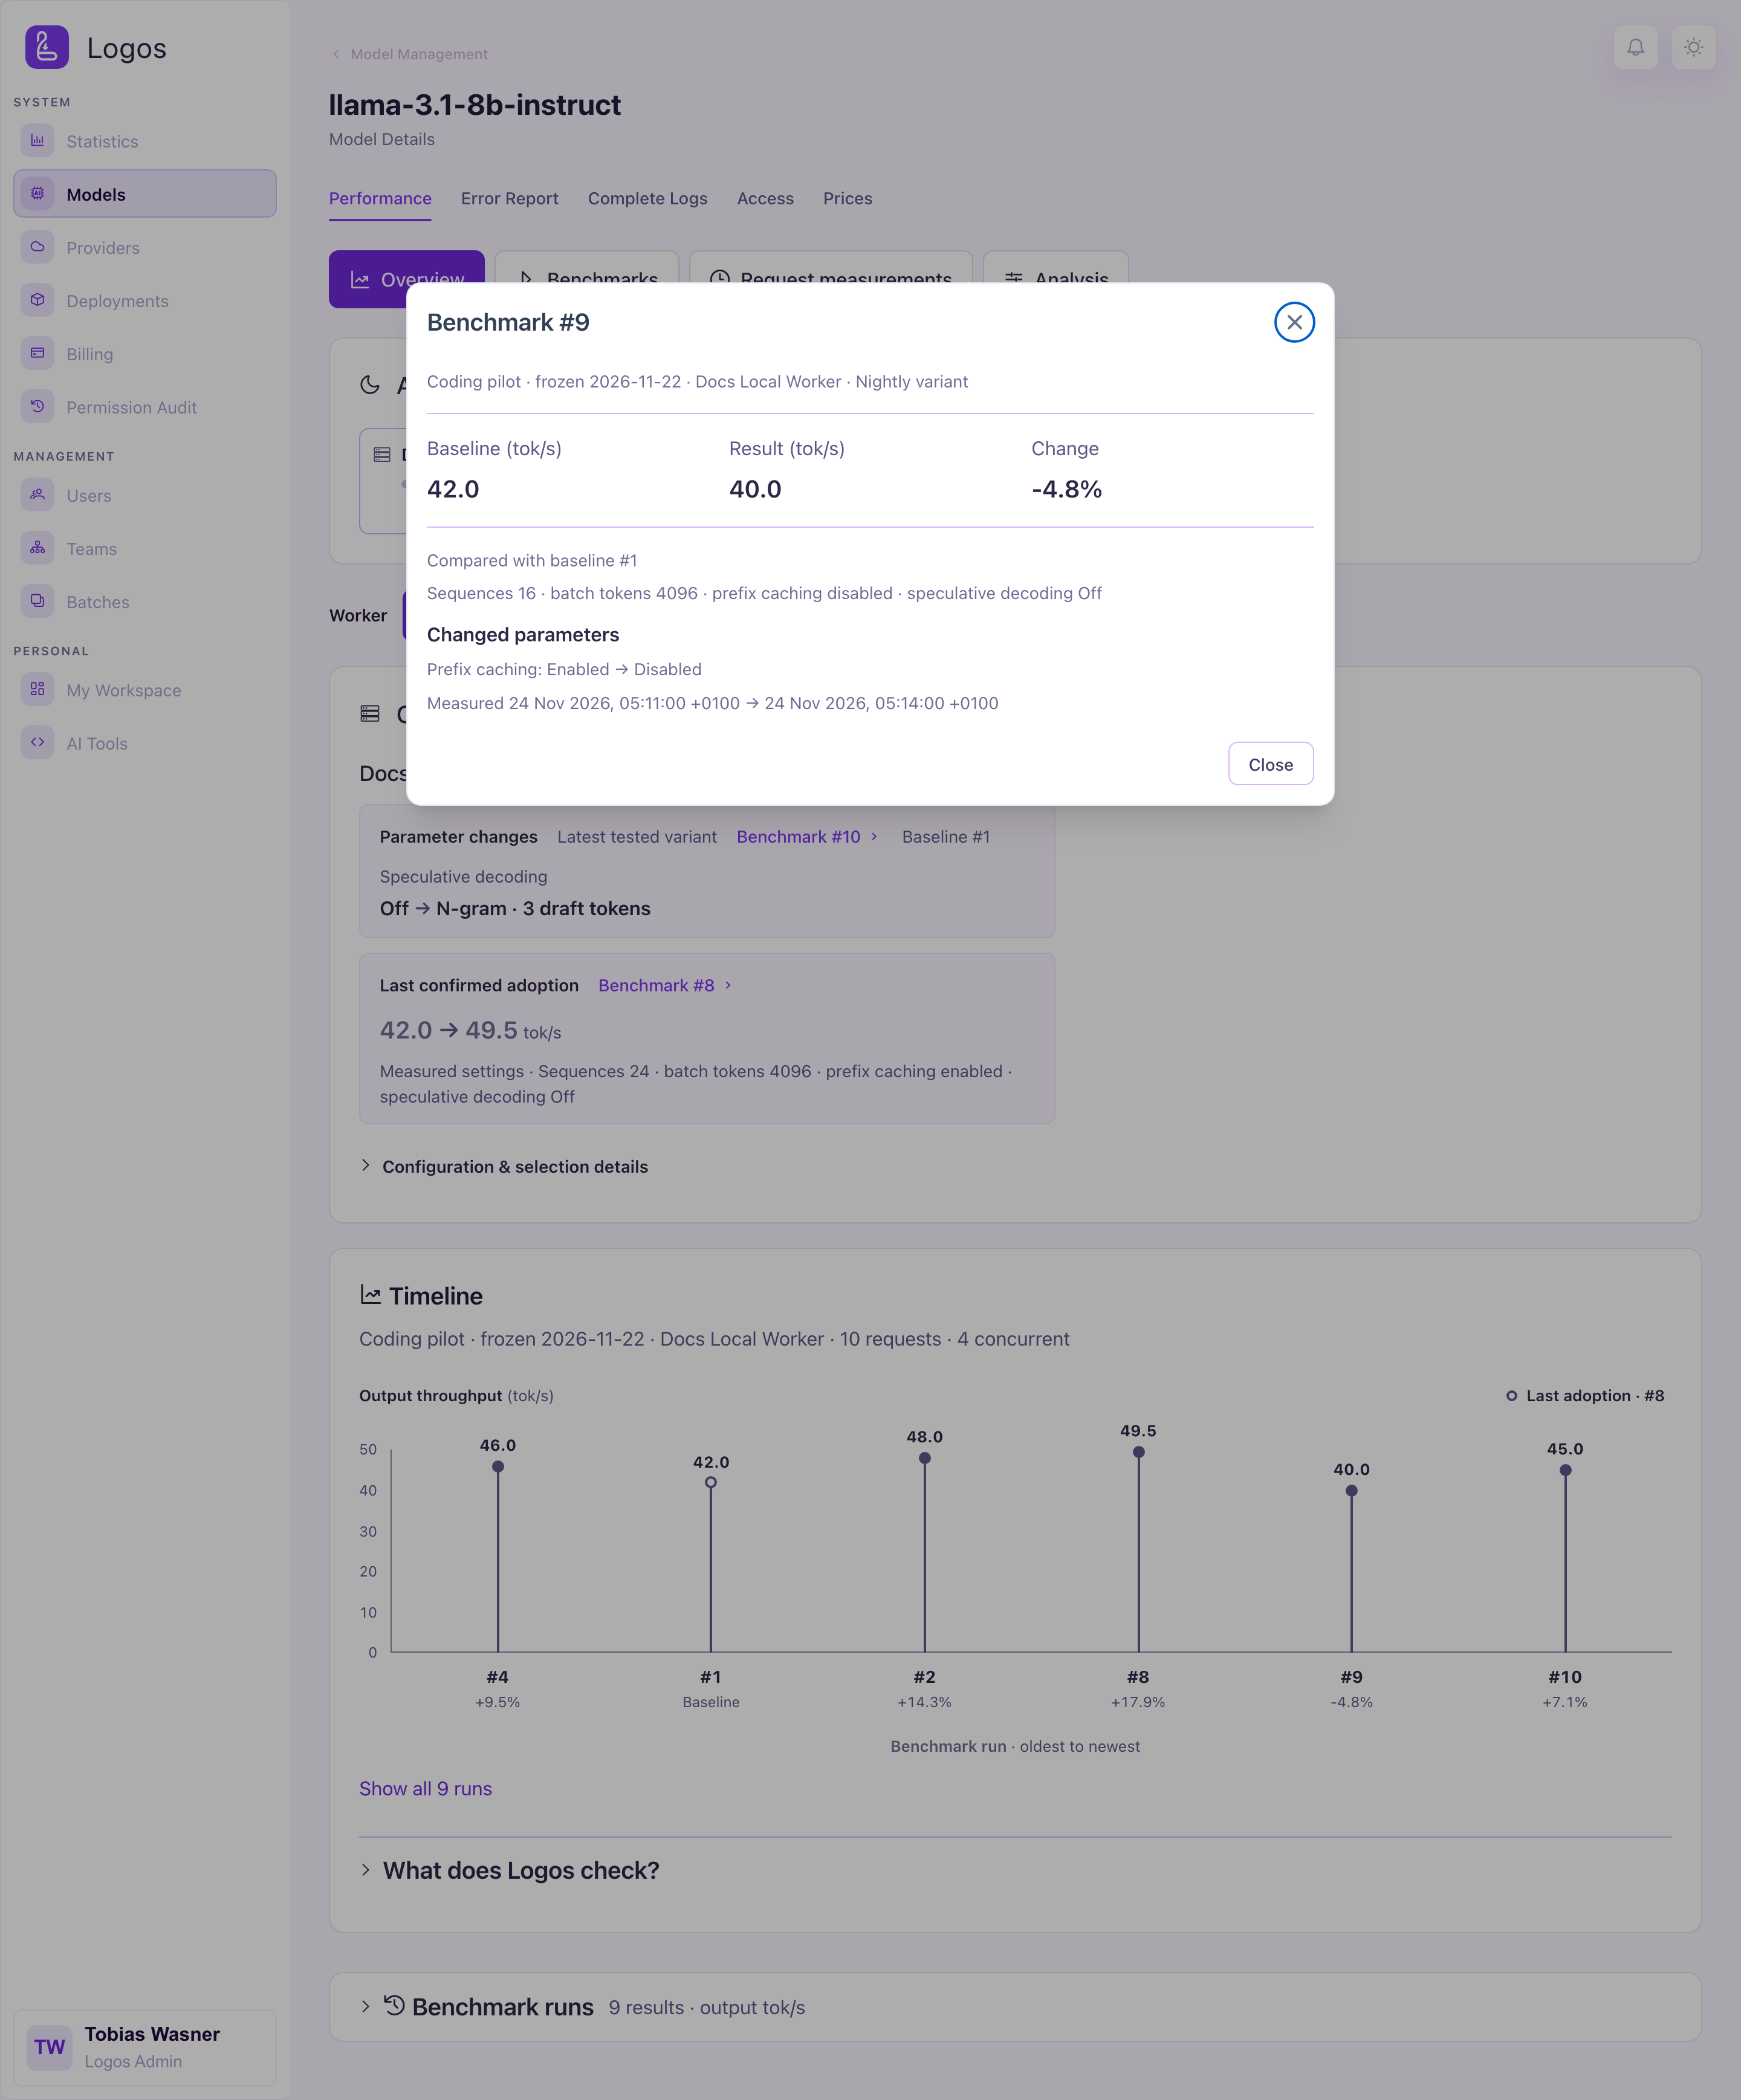 Logos
SYSTEM
Statistics
Models
Providers
Deployments
Billing
Permission Audit
MANAGEMENT
Users
Teams
Batches
PERSONAL
My Workspace
AI Tools
Tobias Wasner
TW
Logos Admin
Model Management
llama-3.1-8b-instruct
Model Details
Performance Error Report Complete Logs Access Prices
Overview Benchmarks Request measurements Analysis
Benchmark #9
Coding pilot · frozen 2026-11-22 · Docs Local Worker · Nightly variant
Baseline (tok/s) Result (tok/s) Change
42.0 40.0 -4.8%
Compared with baseline #1
Sequences 16 · batch tokens 4096 · prefix caching disabled · speculative decoding Off
Changed parameters
Prefix caching: Enabled → Disabled
Measured 24 Nov 2026, 05:11:00 +0100 → 24 Nov 2026, 05:14:00 +0100
Close
Worker
Docs
Parameter changes Latest tested variant Benchmark #10 › Baseline #1
Speculative decoding
Off → N-gram · 3 draft tokens
Last confirmed adoption Benchmark #8 ›
42.0 → 49.5 tok/s
Measured settings · Sequences 24 · batch tokens 4096 · prefix caching enabled ·
speculative decoding Off
Configuration & selection details
Timeline
Coding pilot · frozen 2026-11-22 · Docs Local Worker · 10 requests · 4 concurrent
Output throughput (tok/s) Last adoption · #8
46.0 42.0 48.0 49.5 40.0 45.0
50
40
30
20
10
0
#4 #1 #2 #8 #9 #10
+9.5% Baseline +14.3% +17.9% -4.8% +7.1%
Benchmark run · oldest to newest
Show all 9 runs
What does Logos check?
Benchmark runs 9 results · output tok/s